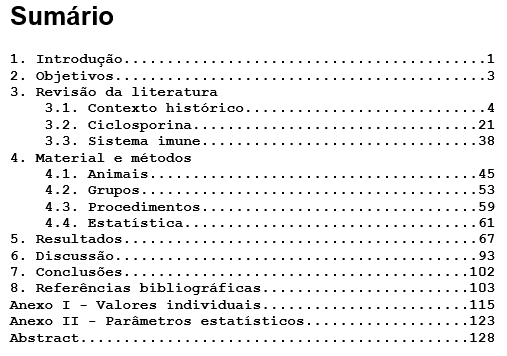 Sumário
1. Introdução..........................................1
2. Objetivos...........................................3
3. Revisão da literatura
3.1. Contexto histórico............................4
3.2. Ciclosporina.................................21
3.3. Sistema imune................................38
4. Material e métodos
4.1. Animais......................................45
4.2. Grupos.......................................53
4.3. Procedimentos................................59
4.4. Estatística..................................61
5. Resultados.........................................67
6. Discussão..........................................93
7. Conclusões........................................102
8. Referências bibliográficas........................103
Anexo I - Valores individuais........................115
Anexo II - Parâmetros estatísticos...................123
Abstract.............................................128